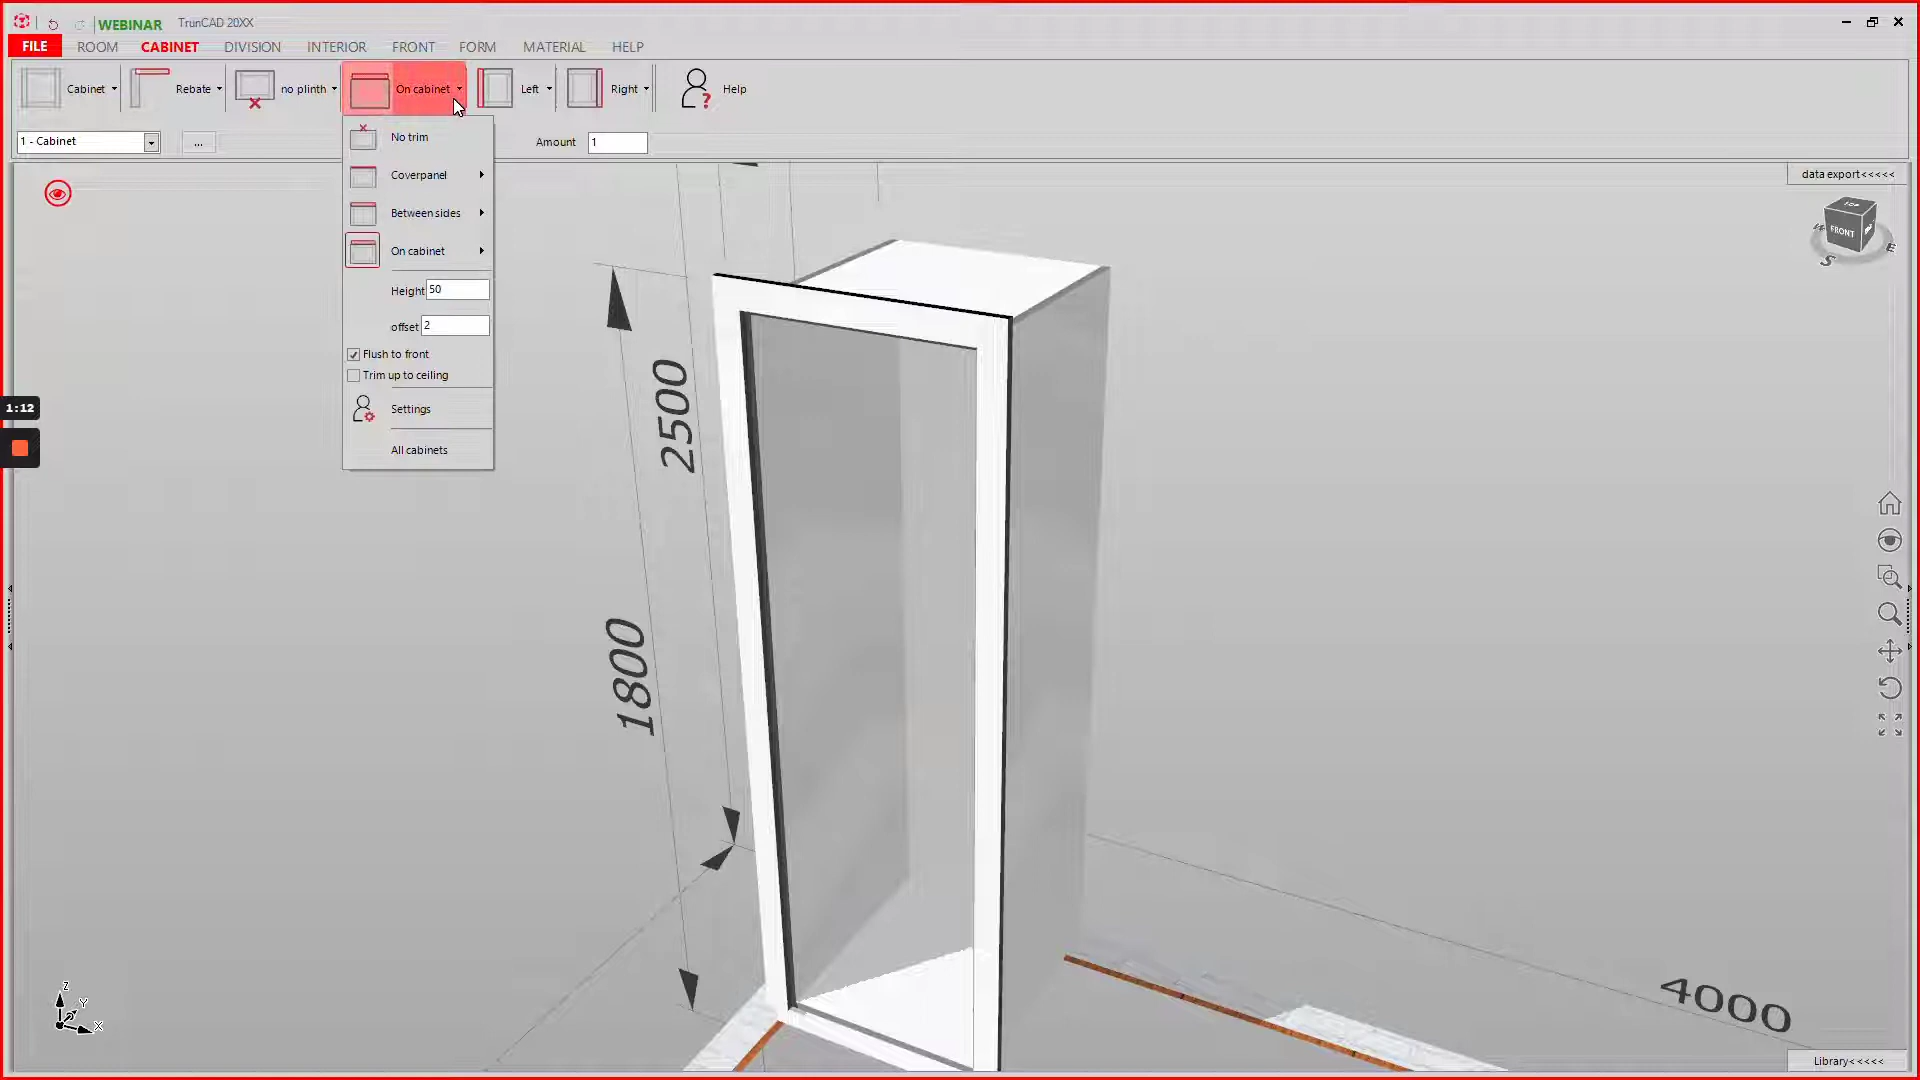 WEBINAR TrunCAD 20XX
FILE ROOM CABINET DIVISION INTERIOR FRONT FORM MATERIAL HELP
Cabinet Rebate no plinth On cabinet Left Right ? Help
1 - Cabinet ... Amount 1
No trim
Coverpanel
Between sides
On cabinet
Height 50
offset 2
Flush to front
Trim up to ceiling
Settings
All cabinets
1:12
data export<<<<<
TOP
FRONT
E
S
2500
1800
4000
Z
Y
X
Library<<<<<